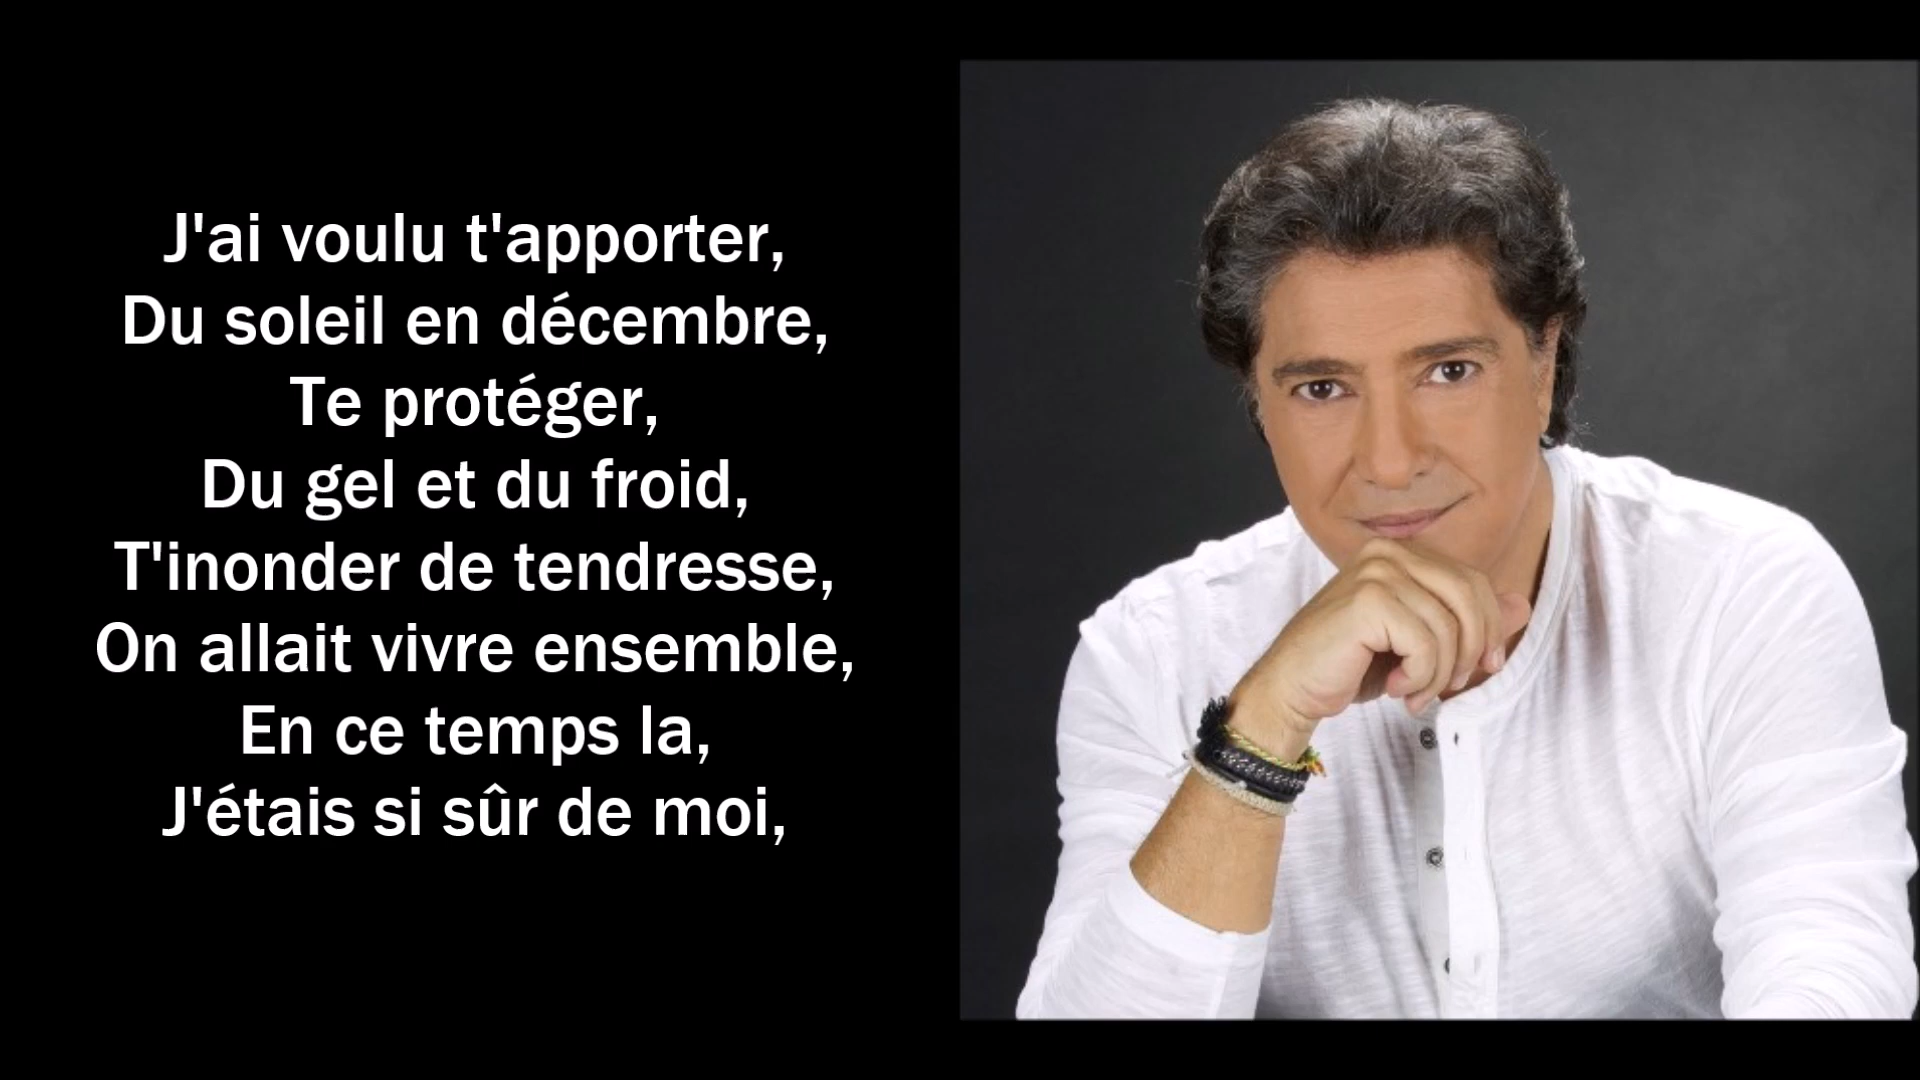 J'ai voulu t'apporter,
Du soleil en décembre,
Te protéger,
Du gel et du froid,
T'inonder de tendresse,
On allait vivre ensemble,
En ce temps la,
J'étais si sûr de moi,